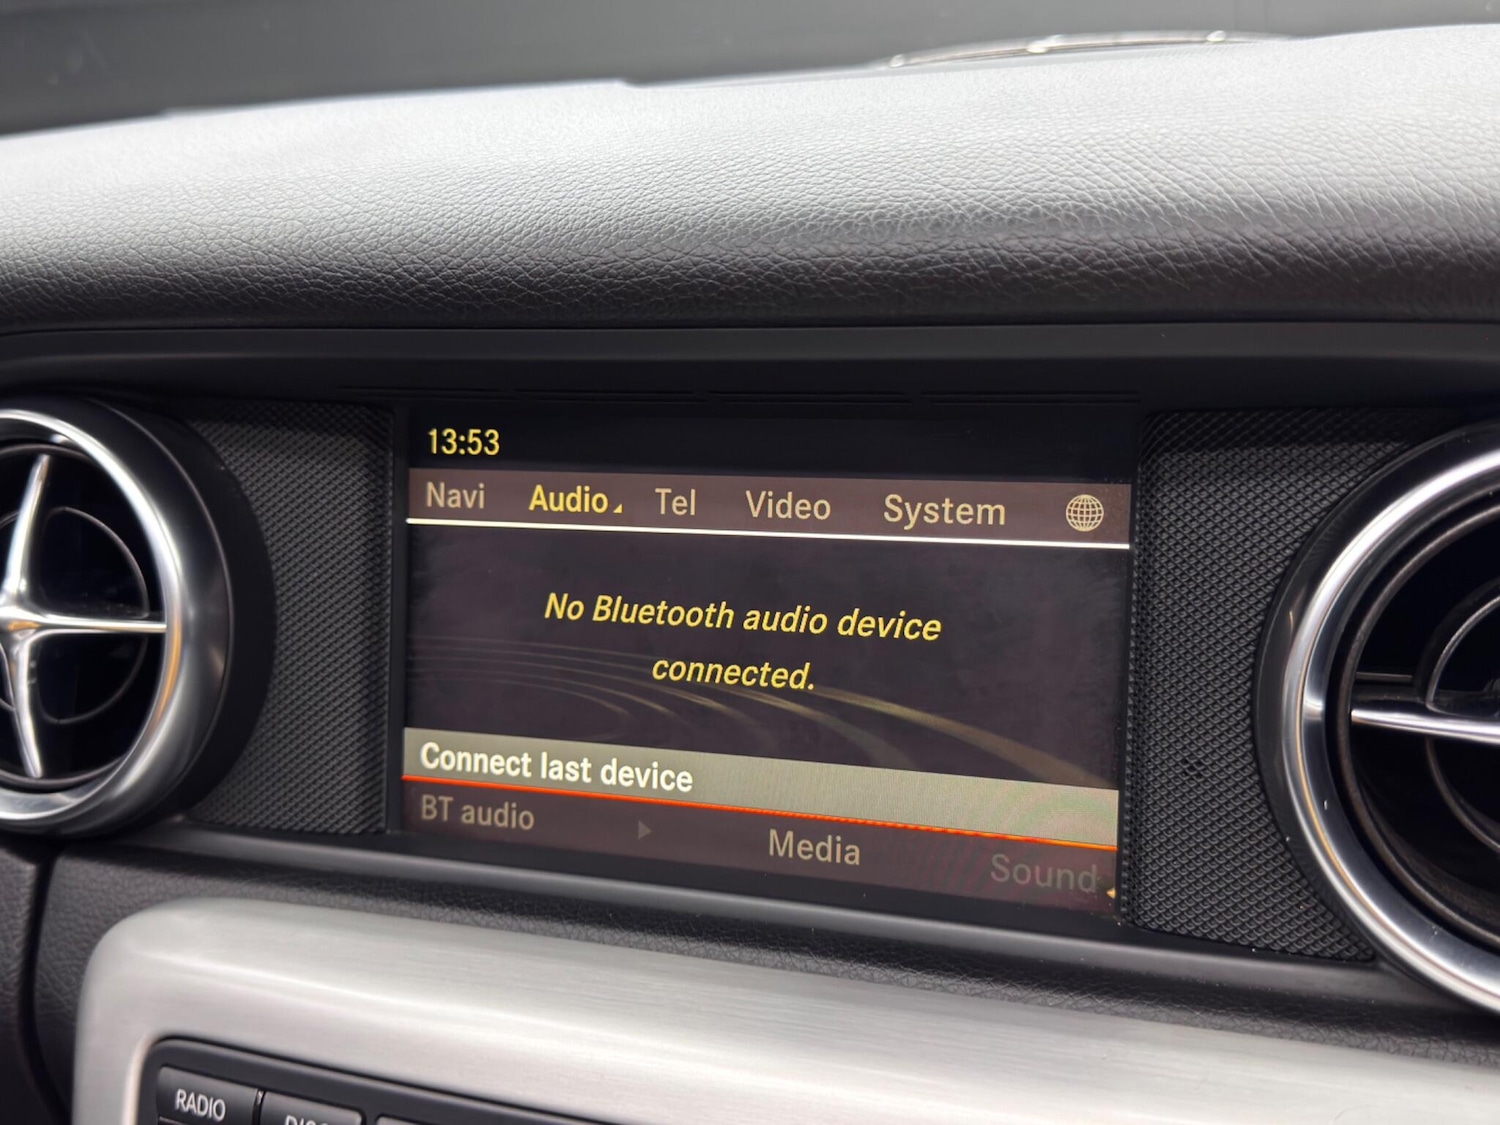 13:53
Navi Audio Tel Video System
No Bluetooth audio device
connected.
Connect last device
BT audio Media Sound
RADIO